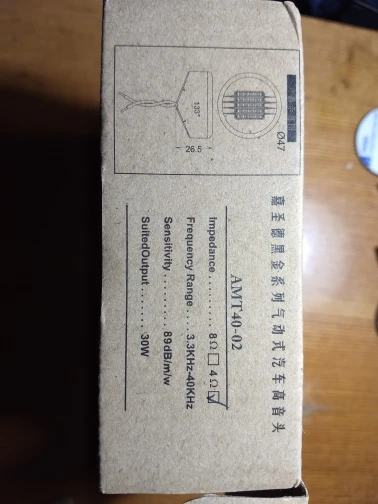 嘉圣德黑金系列气动式汽车高音头
AMT40-02
Impedance .......... 8Ω□ 4Ω☑
Frequency Range .... 3.3KHz-40KHz
Sensitivity ......... 89dB/m/w
SuitedOutput ....... 30W
Ø47
133°
26.5